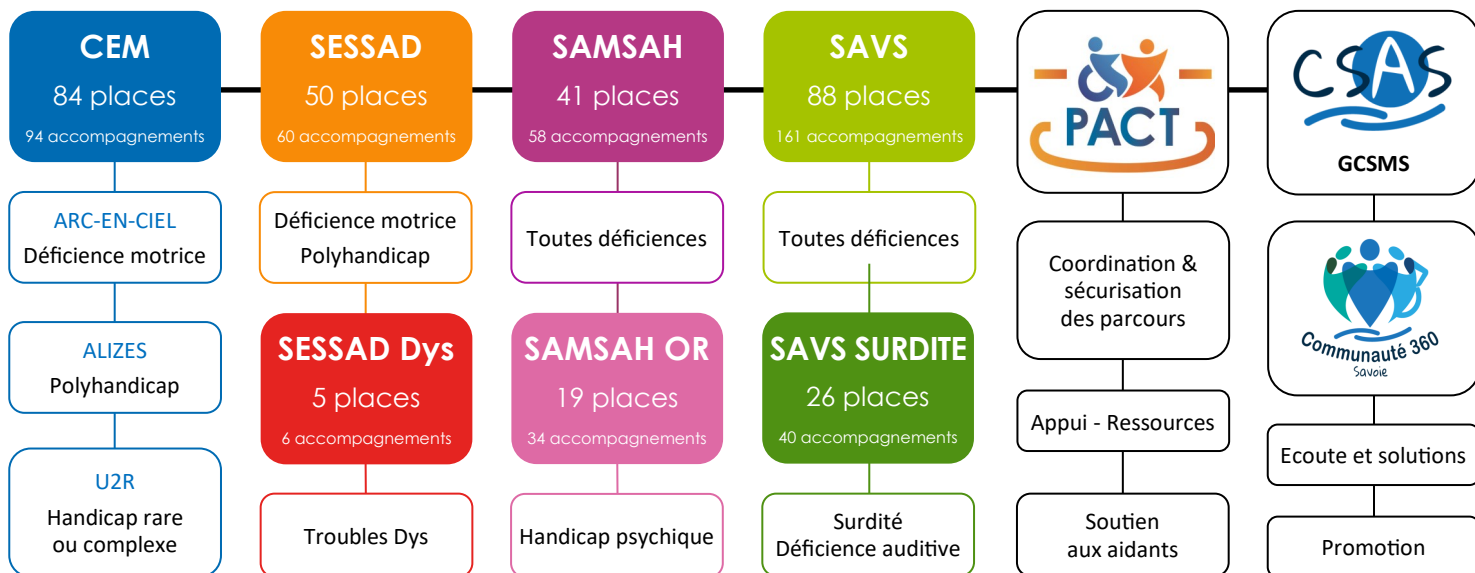 CEM
84 places
94 accompagnements
ARC-EN-CIEL
Déficience motrice
ALIZES
Polyhandicap
U2R
Handicap rare
ou complexe
SESSAD
50 places
60 accompagnements
Déficience motrice
Polyhandicap
SESSAD Dys
5 places
6 accompagnements
Troubles Dys
SAMSAH
41 places
58 accompagnements
Toutes déficiences
SAMSAH OR
19 places
34 accompagnements
Handicap psychique
SAVS
88 places
161 accompagnements
Toutes déficiences
SAVS SURDITE
26 places
40 accompagnements
Surdité
Déficience auditive
PACT
Coordination &
sécurisation
des parcours
Appui - Ressources
Soutien
aux aidants
CSAS
GCSMS
Communauté 360
Savoie
Ecoute et solutions
Promotion